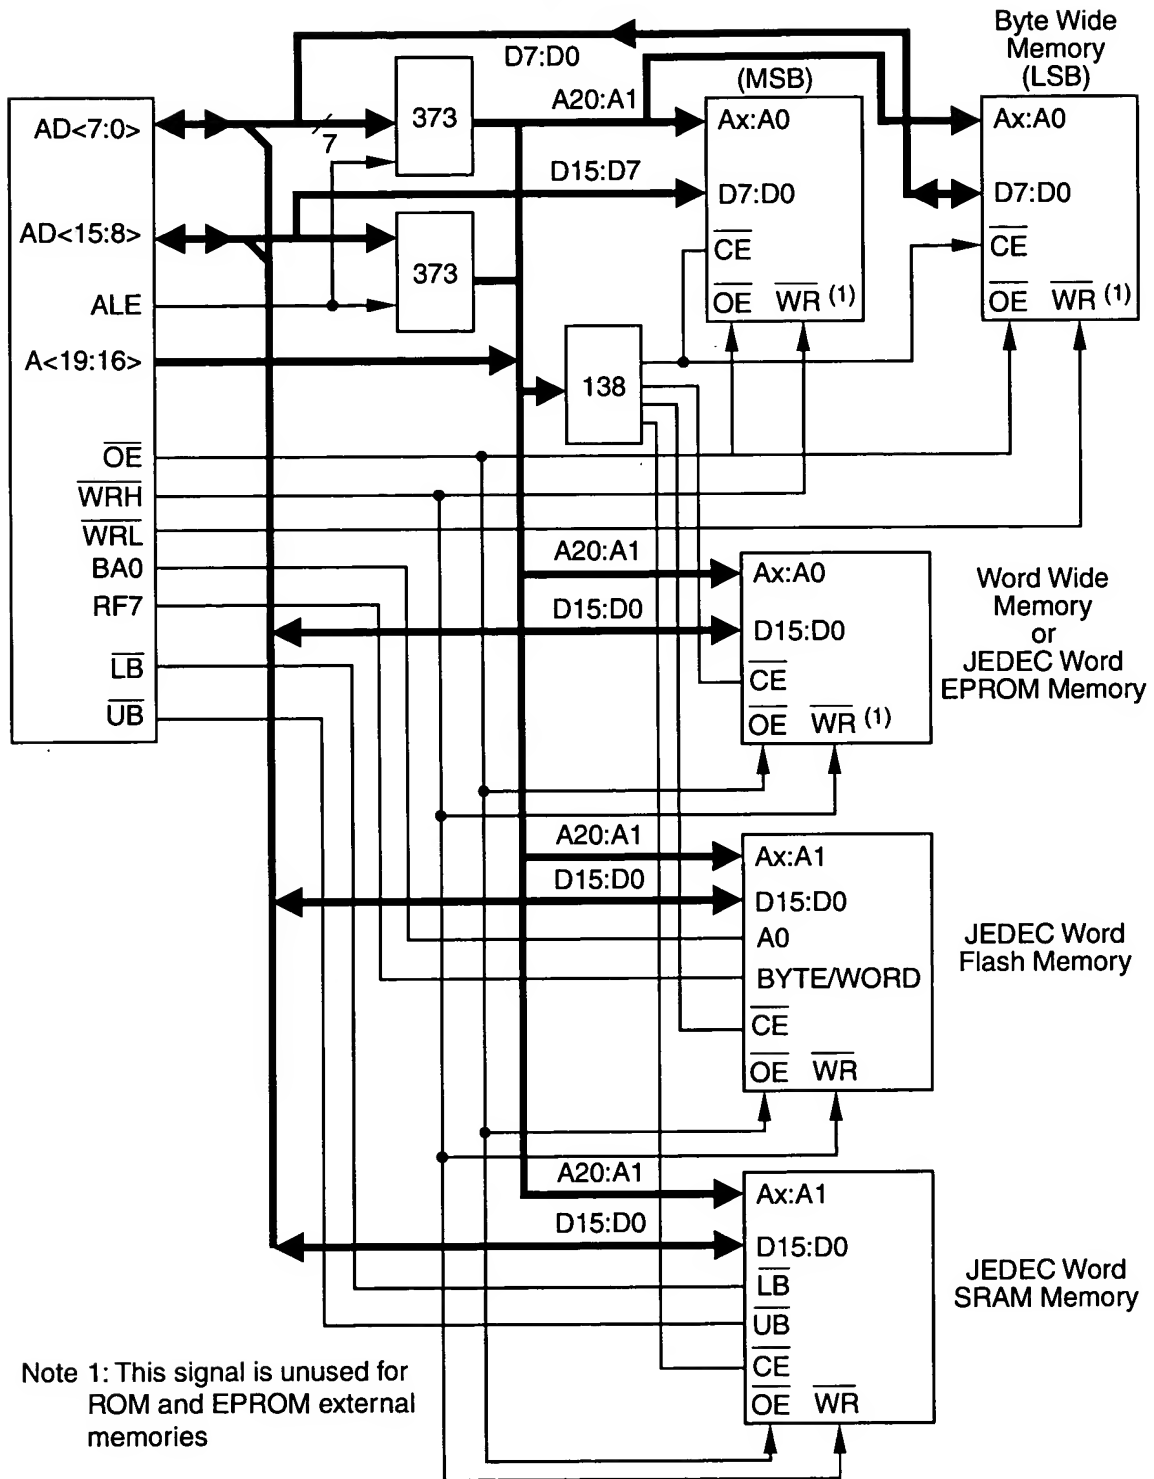 Byte Wide
Memory
(LSB)
D7:D0
(MSB)
373
A20:A1
Ax:A0
Ax:A0
AD<7:0>
7
D15:D7
D7:D0
D7:D0
AD<15:8>
373
CE
CE
ALE
OE WR (1)
OE WR (1)
A<19:16>
138
OE
WRH
WRL
BA0
RF7
LB
UB
A20:A1
Ax:A0
D15:D0
D15:D0
CE
OE WR (1)
Word Wide
Memory
or
JEDEC Word
EPROM Memory
A20:A1
Ax:A1
D15:D0
D15:D0
A0
BYTE/WORD
CE
OE WR
JEDEC Word
Flash Memory
A20:A1
Ax:A1
D15:D0
D15:D0
LB
UB
CE
OE WR
JEDEC Word
SRAM Memory
Note 1: This signal is unused for
ROM and EPROM external
memories